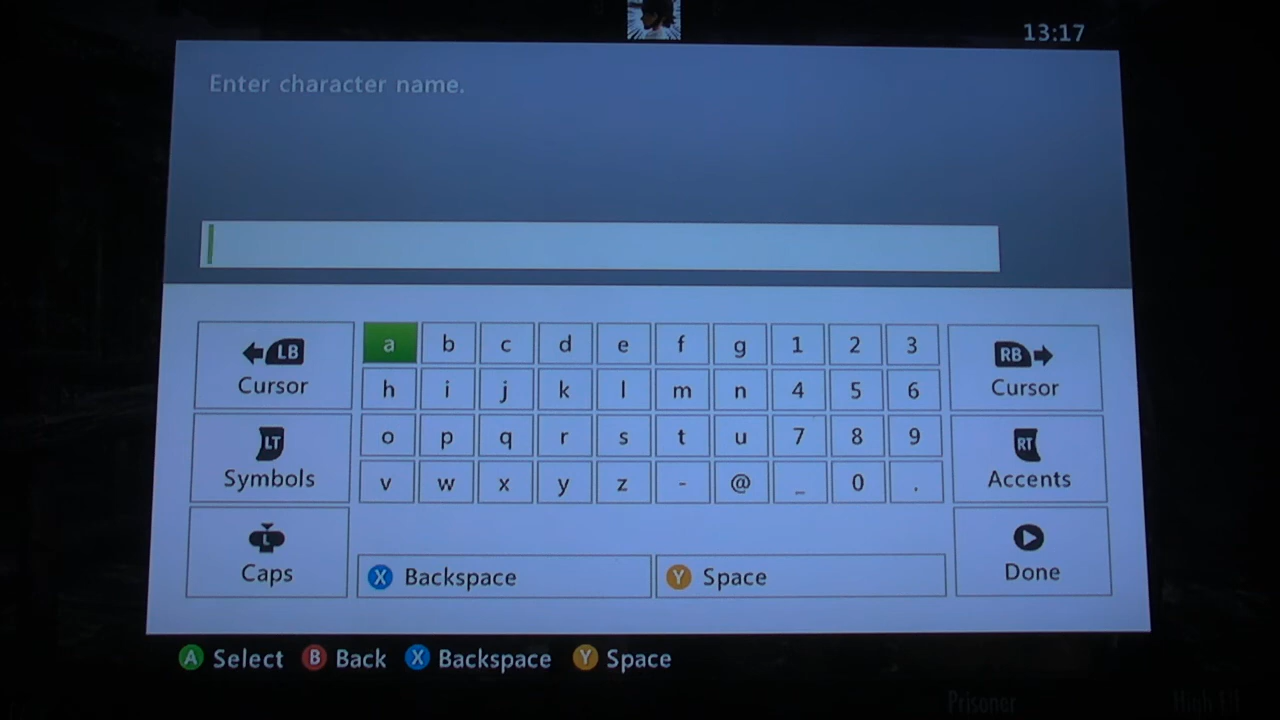 13:17
Enter character name.
LB
Cursor
a b c d e f g 1 2 3
RB
Cursor
h i j k l m n 4 5 6
LT
Symbols
o p q r s t u 7 8 9
RT
Accents
v w x y z - @ _ 0 .
L
Caps
X Backspace
Y Space
Done
A Select B Back X Backspace Y Space
Prisoner